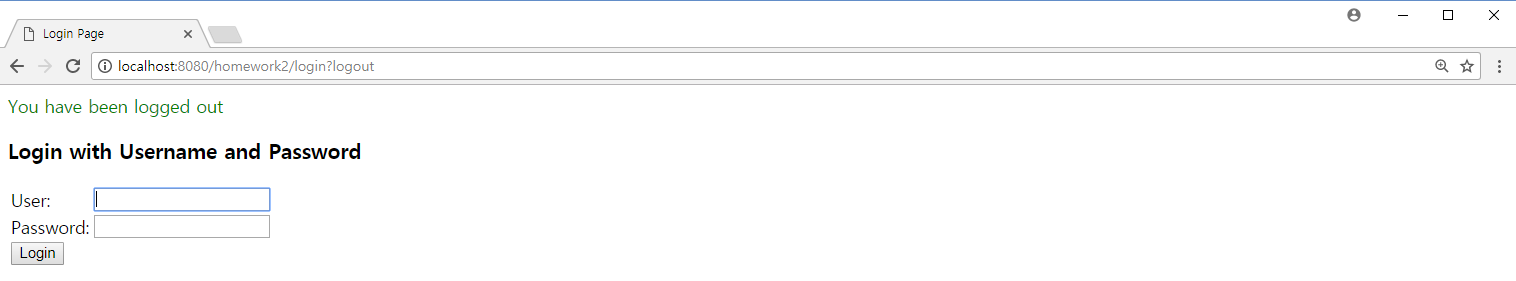 Login Page
localhost:8080/homework2/login?logout
You have been logged out
Login with Username and Password
User:
Password:
Login